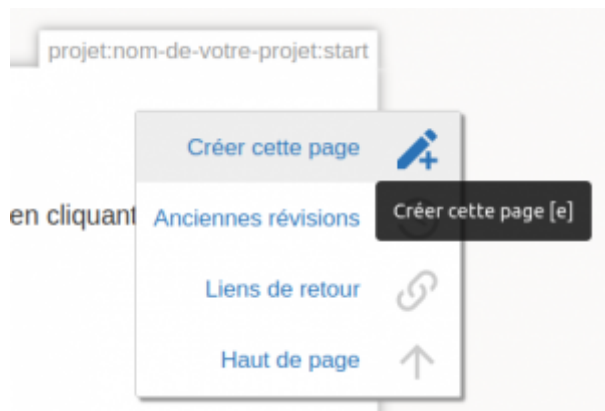 projet:nom-de-votre-projet:start
Créer cette page
en cliquant
Anciennes révisions
Créer cette page [e]
Liens de retour
Haut de page